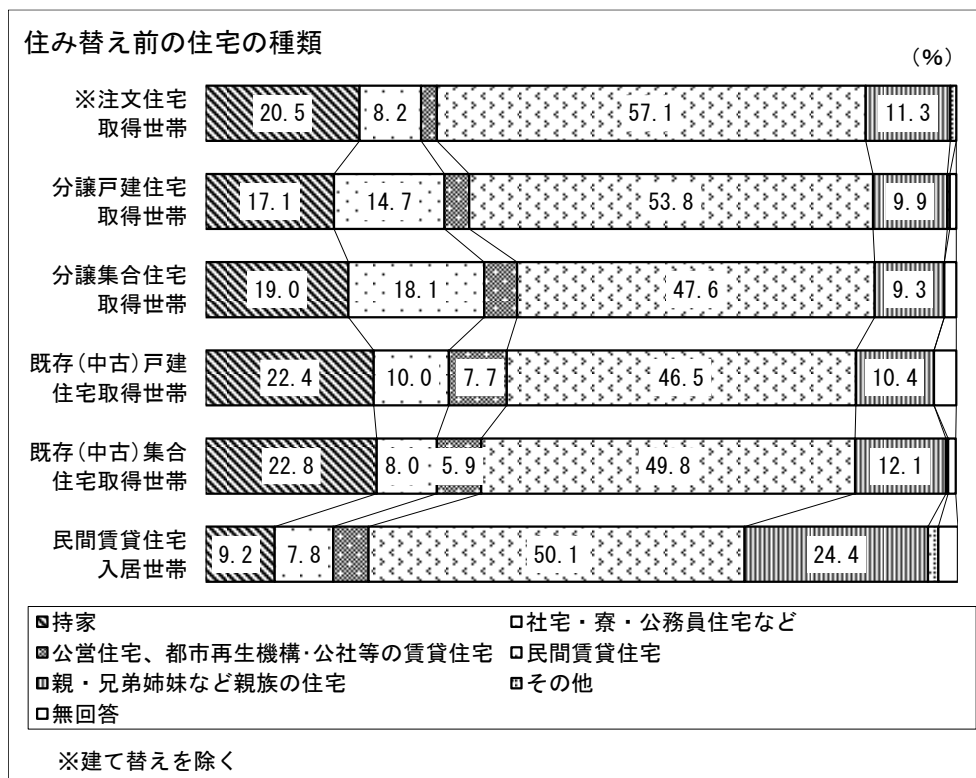 住み替え前の住宅の種類
(%)
※注文住宅
取得世帯
20.5 8.2 57.1 11.3
分譲戸建住宅
取得世帯
17.1 14.7 53.8 9.9
分譲集合住宅
取得世帯
19.0 18.1 47.6 9.3
既存(中古)戸建
住宅取得世帯
22.4 10.0 7.7 46.5 10.4
既存(中古)集合
住宅取得世帯
22.8 8.0 5.9 49.8 12.1
民間賃貸住宅
入居世帯
9.2 7.8 50.1 24.4
持家 社宅・寮・公務員住宅など
公営住宅、都市再生機構・公社等の賃貸住宅 民間賃貸住宅
親・兄弟姉妹など親族の住宅 その他
無回答
※建て替えを除く